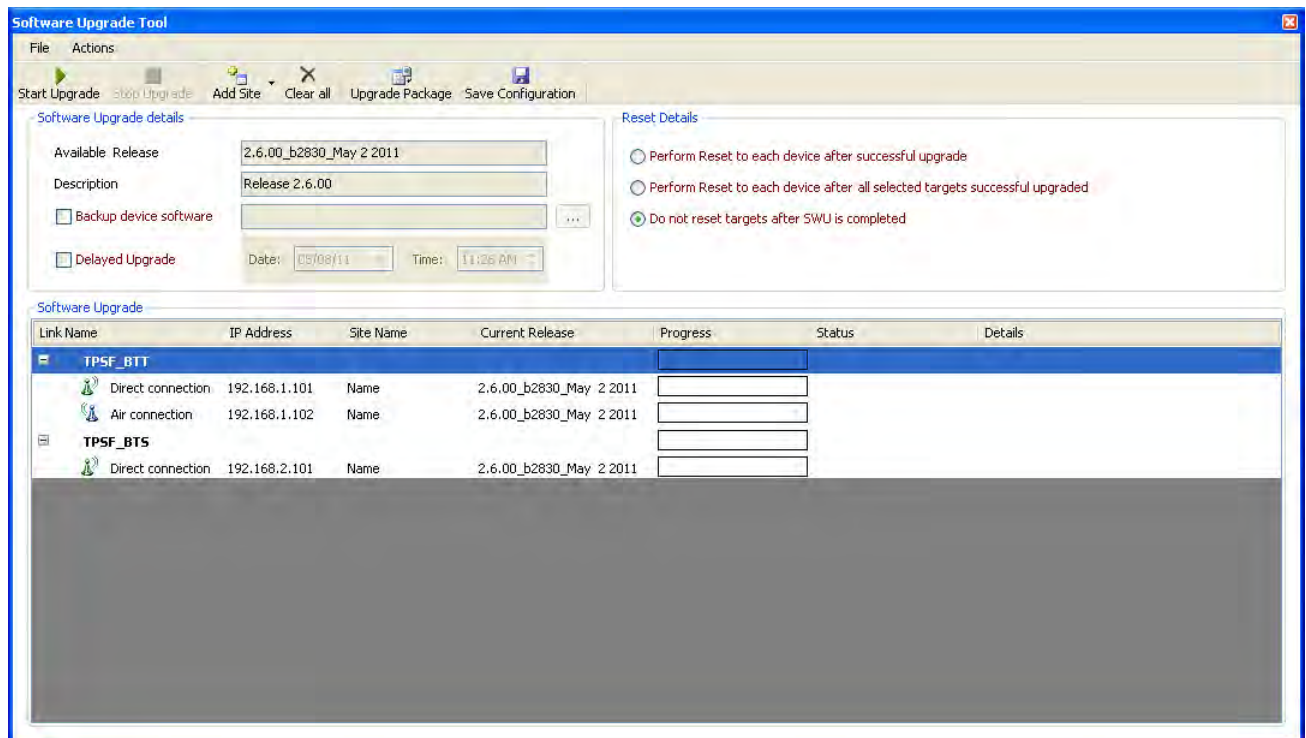 Software Upgrade Tool
File Actions
Start Upgrade Stop Upgrade Add Site Clear all Upgrade Package Save Configuration
Software Upgrade details
Available Release 2.6.00_b2830_May 2 2011
Description Release 2.6.00
Backup device software ...
Delayed Upgrade Date: 05/08/11 Time: 11:26 AM
Reset Details
Perform Reset to each device after successful upgrade
Perform Reset to each device after all selected targets successful upgraded
Do not reset targets after SWU is completed
Software Upgrade
Link Name IP Address Site Name Current Release Progress Status Details
TPSF_BTT
Direct connection 192.168.1.101 Name 2.6.00_b2830_May 2 2011
Air connection 192.168.1.102 Name 2.6.00_b2830_May 2 2011
TPSF_BTS
Direct connection 192.168.2.101 Name 2.6.00_b2830_May 2 2011